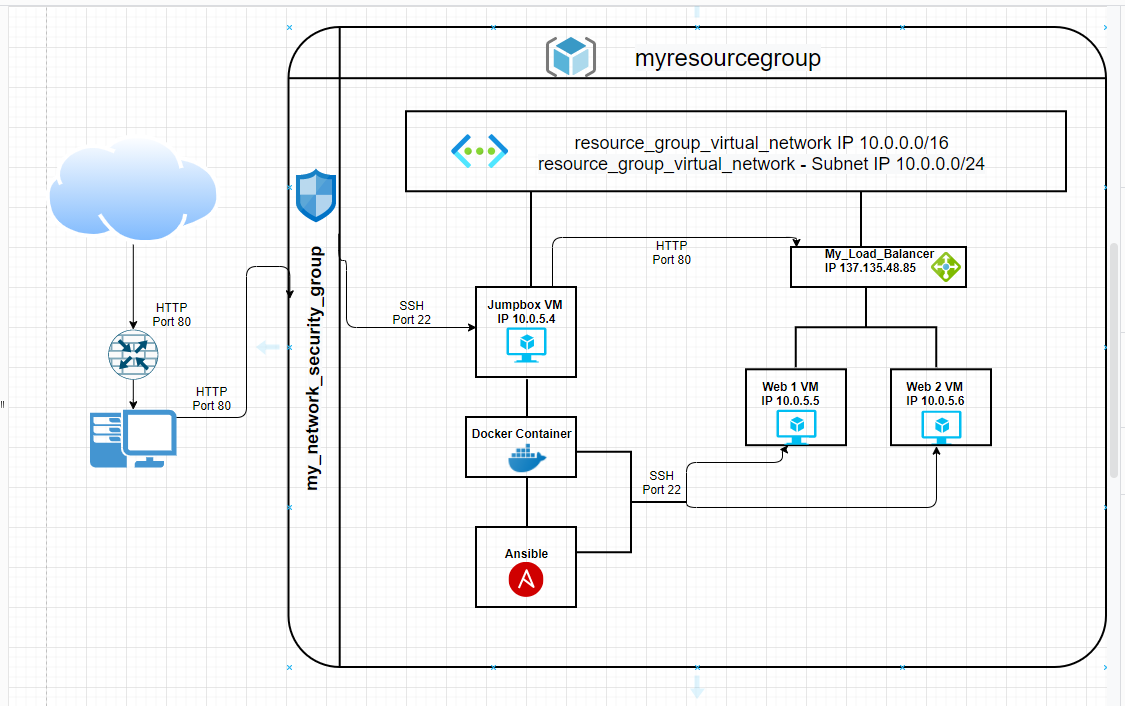 myresourcegroup
resource_group_virtual_network IP 10.0.0.0/16
resource_group_virtual_network - Subnet IP 10.0.0.0/24
my_network_security_group
HTTP
Port 80
My_Load_Balancer
IP 137.135.48.85
HTTP
Port 80
SSH
Port 22
Jumpbox VM
IP 10.0.5.4
HTTP
Port 80
Web 1 VM
IP 10.0.5.5
Web 2 VM
IP 10.0.5.6
Docker Container
SSH
Port 22
Ansible